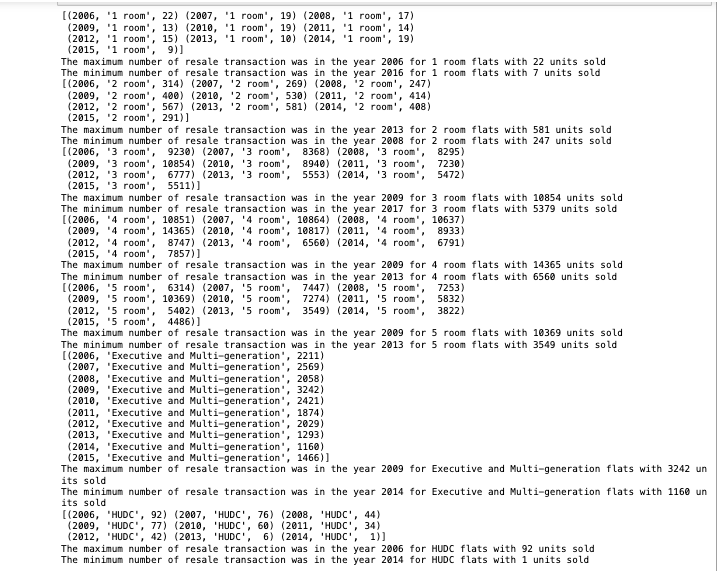 [(2006, '1 room', 22) (2007, '1 room', 19) (2008, '1 room', 17)
(2009, '1 room', 13) (2010, '1 room', 19) (2011, '1 room', 14)
(2012, '1 room', 15) (2013, '1 room', 10) (2014, '1 room', 19)
(2015, '1 room',  9)]
The maximum number of resale transaction was in the year 2006 for 1 room flats with 22 units sold
The minimum number of resale transaction was in the year 2016 for 1 room flats with 7 units sold
[(2006, '2 room', 314) (2007, '2 room', 269) (2008, '2 room', 247)
(2009, '2 room', 400) (2010, '2 room', 530) (2011, '2 room', 414)
(2012, '2 room', 567) (2013, '2 room', 581) (2014, '2 room', 408)
(2015, '2 room', 291)]
The maximum number of resale transaction was in the year 2013 for 2 room flats with 581 units sold
The minimum number of resale transaction was in the year 2008 for 2 room flats with 247 units sold
[(2006, '3 room',  9230) (2007, '3 room',  8368) (2008, '3 room',  8295)
(2009, '3 room', 10854) (2010, '3 room',  8940) (2011, '3 room',  7230)
(2012, '3 room',  6777) (2013, '3 room',  5553) (2014, '3 room',  5472)
(2015, '3 room',  5511)]
The maximum number of resale transaction was in the year 2009 for 3 room flats with 10854 units sold
The minimum number of resale transaction was in the year 2017 for 3 room flats with 5379 units sold
[(2006, '4 room', 10851) (2007, '4 room', 10864) (2008, '4 room', 10637)
(2009, '4 room', 14365) (2010, '4 room', 10817) (2011, '4 room',  8933)
(2012, '4 room',  8747) (2013, '4 room',  6560) (2014, '4 room',  6791)
(2015, '4 room',  7857)]
The maximum number of resale transaction was in the year 2009 for 4 room flats with 14365 units sold
The minimum number of resale transaction was in the year 2013 for 4 room flats with 6560 units sold
[(2006, '5 room',  6314) (2007, '5 room',  7447) (2008, '5 room',  7253)
(2009, '5 room', 10369) (2010, '5 room',  7274) (2011, '5 room',  5832)
(2012, '5 room',  5402) (2013, '5 room',  3549) (2014, '5 room',  3822)
(2015, '5 room',  4486)]
The maximum number of resale transaction was in the year 2009 for 5 room flats with 10369 units sold
The minimum number of resale transaction was in the year 2013 for 5 room flats with 3549 units sold
[(2006, 'Executive and Multi-generation', 2211)
(2007, 'Executive and Multi-generation', 2569)
(2008, 'Executive and Multi-generation', 2058)
(2009, 'Executive and Multi-generation', 3242)
(2010, 'Executive and Multi-generation', 2421)
(2011, 'Executive and Multi-generation', 1874)
(2012, 'Executive and Multi-generation', 2029)
(2013, 'Executive and Multi-generation', 1293)
(2014, 'Executive and Multi-generation', 1160)
(2015, 'Executive and Multi-generation', 1466)]
The maximum number of resale transaction was in the year 2009 for Executive and Multi-generation flats with 3242 un
its sold
The minimum number of resale transaction was in the year 2014 for Executive and Multi-generation flats with 1160 un
its sold
[(2006, 'HUDC', 92) (2007, 'HUDC', 76) (2008, 'HUDC', 44)
(2009, 'HUDC', 77) (2010, 'HUDC', 60) (2011, 'HUDC', 34)
(2012, 'HUDC', 42) (2013, 'HUDC',  6) (2014, 'HUDC',  1)]
The maximum number of resale transaction was in the year 2006 for HUDC flats with 92 units sold
The minimum number of resale transaction was in the year 2014 for HUDC flats with 1 units sold